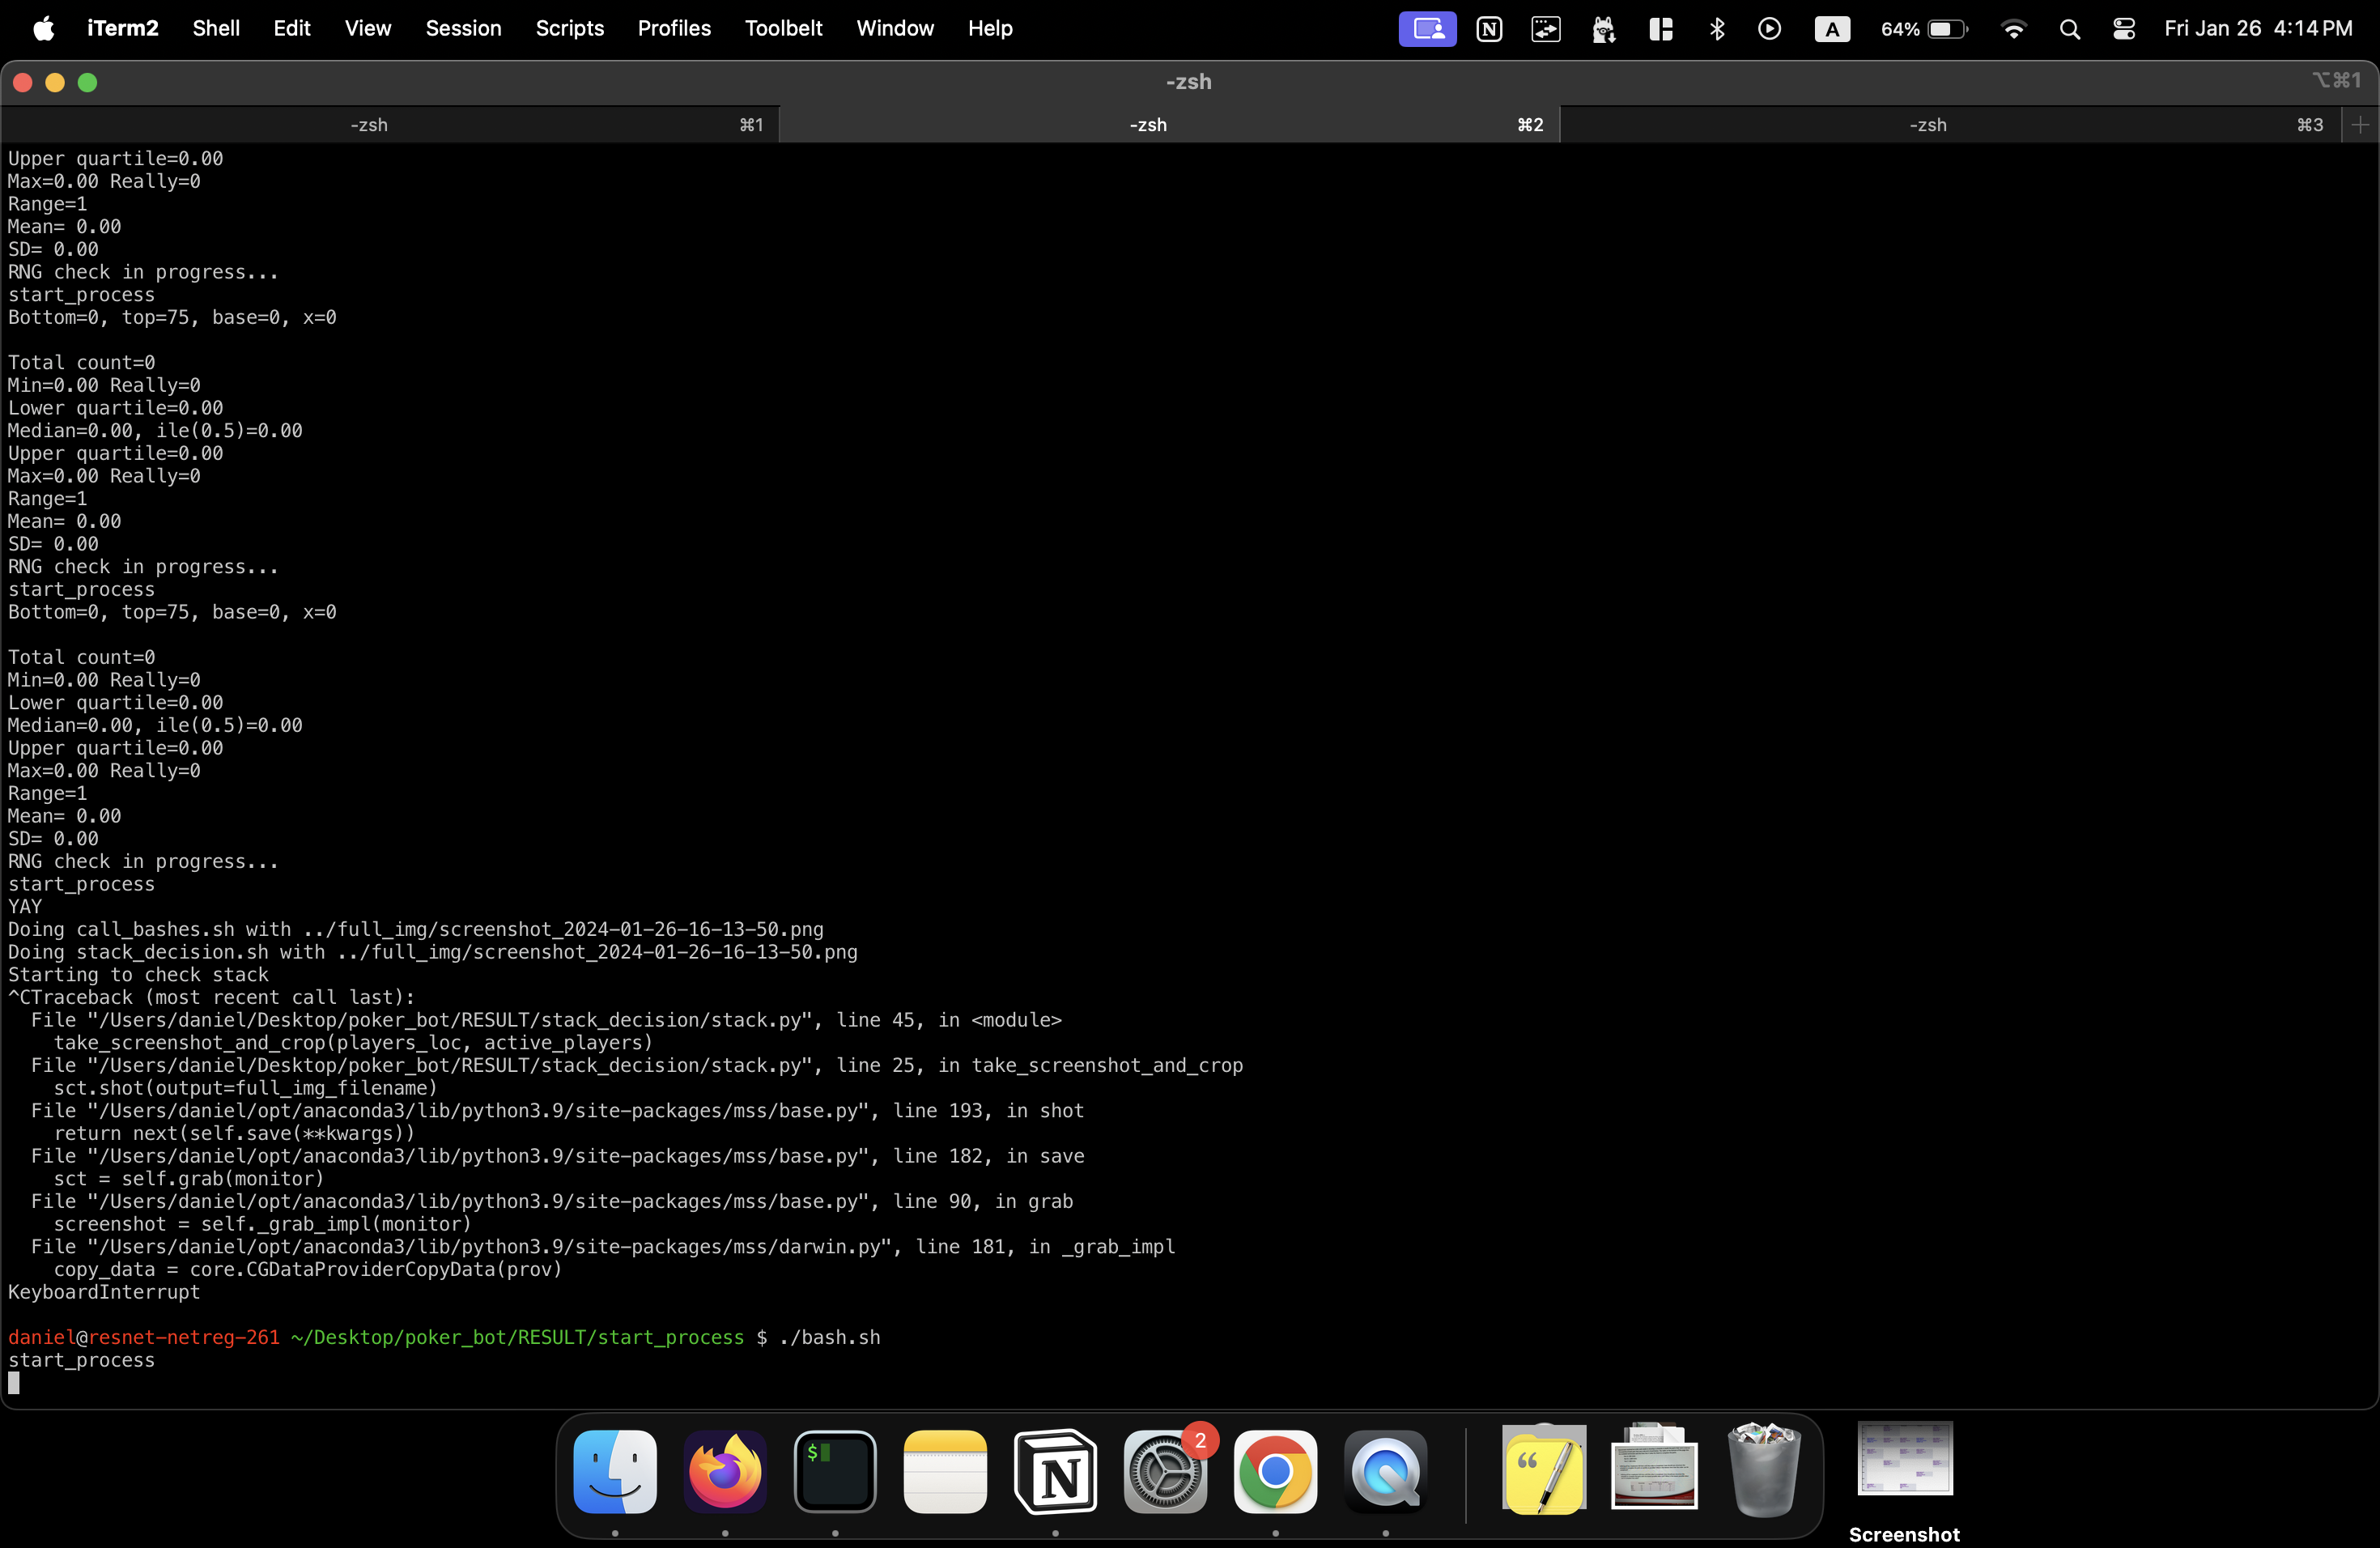 iTerm2 Shell Edit View Session Scripts Profiles Toolbelt Window Help A 64% Fri Jan 26 4:14 PM
-zsh ⌥⌘1
-zsh ⌘1 -zsh ⌘2 -zsh ⌘3
Upper quartile=0.00
Max=0.00 Really=0
Range=1
Mean= 0.00
SD= 0.00
RNG check in progress...
start_process
Bottom=0, top=75, base=0, x=0
Total count=0
Min=0.00 Really=0
Lower quartile=0.00
Median=0.00, ile(0.5)=0.00
Upper quartile=0.00
Max=0.00 Really=0
Range=1
Mean= 0.00
SD= 0.00
RNG check in progress...
start_process
Bottom=0, top=75, base=0, x=0
Total count=0
Min=0.00 Really=0
Lower quartile=0.00
Median=0.00, ile(0.5)=0.00
Upper quartile=0.00
Max=0.00 Really=0
Range=1
Mean= 0.00
SD= 0.00
RNG check in progress...
start_process
YAY
Doing call_bashes.sh with ../full_img/screenshot_2024-01-26-16-13-50.png
Doing stack_decision.sh with ../full_img/screenshot_2024-01-26-16-13-50.png
Starting to check stack
^CTraceback (most recent call last):
  File "/Users/daniel/Desktop/poker_bot/RESULT/stack_decision/stack.py", line 45, in <module>
    take_screenshot_and_crop(players_loc, active_players)
  File "/Users/daniel/Desktop/poker_bot/RESULT/stack_decision/stack.py", line 25, in take_screenshot_and_crop
    sct.shot(output=full_img_filename)
  File "/Users/daniel/opt/anaconda3/lib/python3.9/site-packages/mss/base.py", line 193, in shot
    return next(self.save(**kwargs))
  File "/Users/daniel/opt/anaconda3/lib/python3.9/site-packages/mss/base.py", line 182, in save
    sct = self.grab(monitor)
  File "/Users/daniel/opt/anaconda3/lib/python3.9/site-packages/mss/base.py", line 90, in grab
    screenshot = self._grab_impl(monitor)
  File "/Users/daniel/opt/anaconda3/lib/python3.9/site-packages/mss/darwin.py", line 181, in _grab_impl
    copy_data = core.CGDataProviderCopyData(prov)
KeyboardInterrupt
daniel@resnet-netreg-261 ~/Desktop/poker_bot/RESULT/start_process $ ./bash.sh
start_process
2
Screenshot